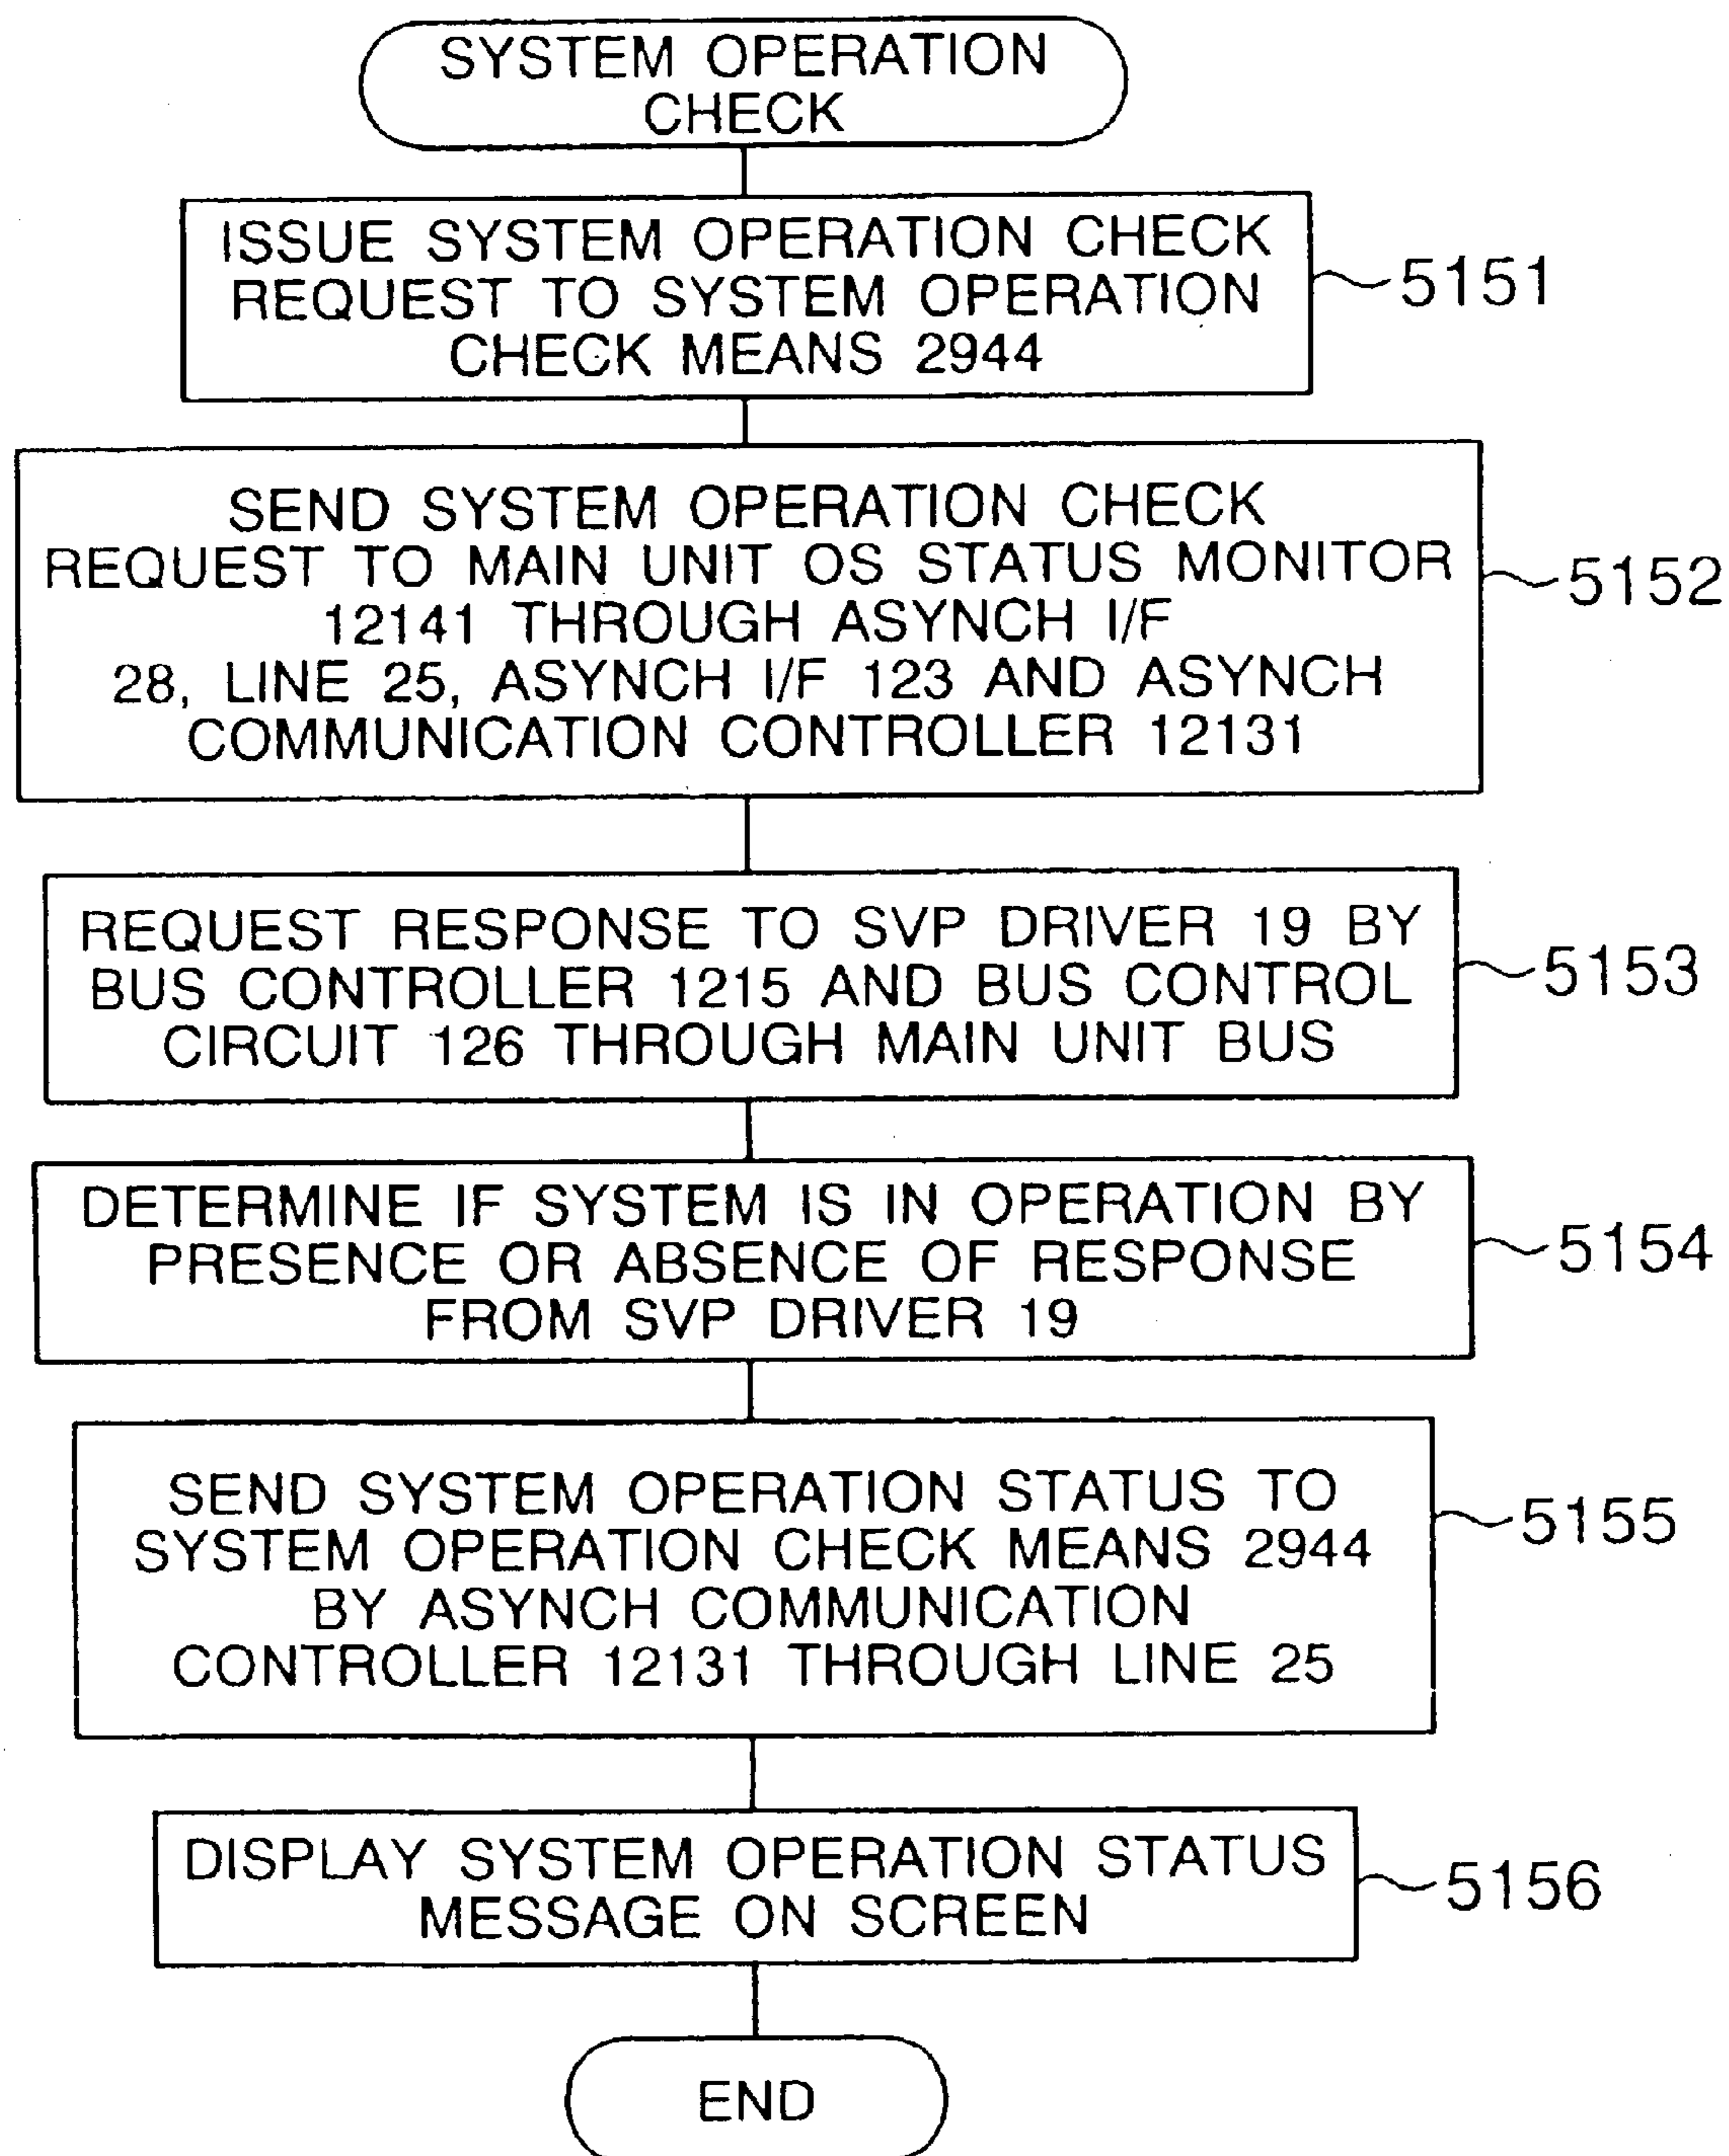 SYSTEM OPERATION
CHECK
ISSUE SYSTEM OPERATION CHECK
REQUEST TO SYSTEM OPERATION
CHECK MEANS 2944
5151
SEND SYSTEM OPERATION CHECK
REQUEST TO MAIN UNIT OS STATUS MONITOR
12141 THROUGH ASYNCH I/F
28, LINE 25, ASYNCH I/F 123 AND ASYNCH
COMMUNICATION CONTROLLER 12131
5152
REQUEST RESPONSE TO SVP DRIVER 19 BY
BUS CONTROLLER 1215 AND BUS CONTROL
CIRCUIT 126 THROUGH MAIN UNIT BUS
5153
DETERMINE IF SYSTEM IS IN OPERATION BY
PRESENCE OR ABSENCE OF RESPONSE
FROM SVP DRIVER 19
5154
SEND SYSTEM OPERATION STATUS TO
SYSTEM OPERATION CHECK MEANS 2944
BY ASYNCH COMMUNICATION
CONTROLLER 12131 THROUGH LINE 25
5155
DISPLAY SYSTEM OPERATION STATUS
MESSAGE ON SCREEN
5156
END